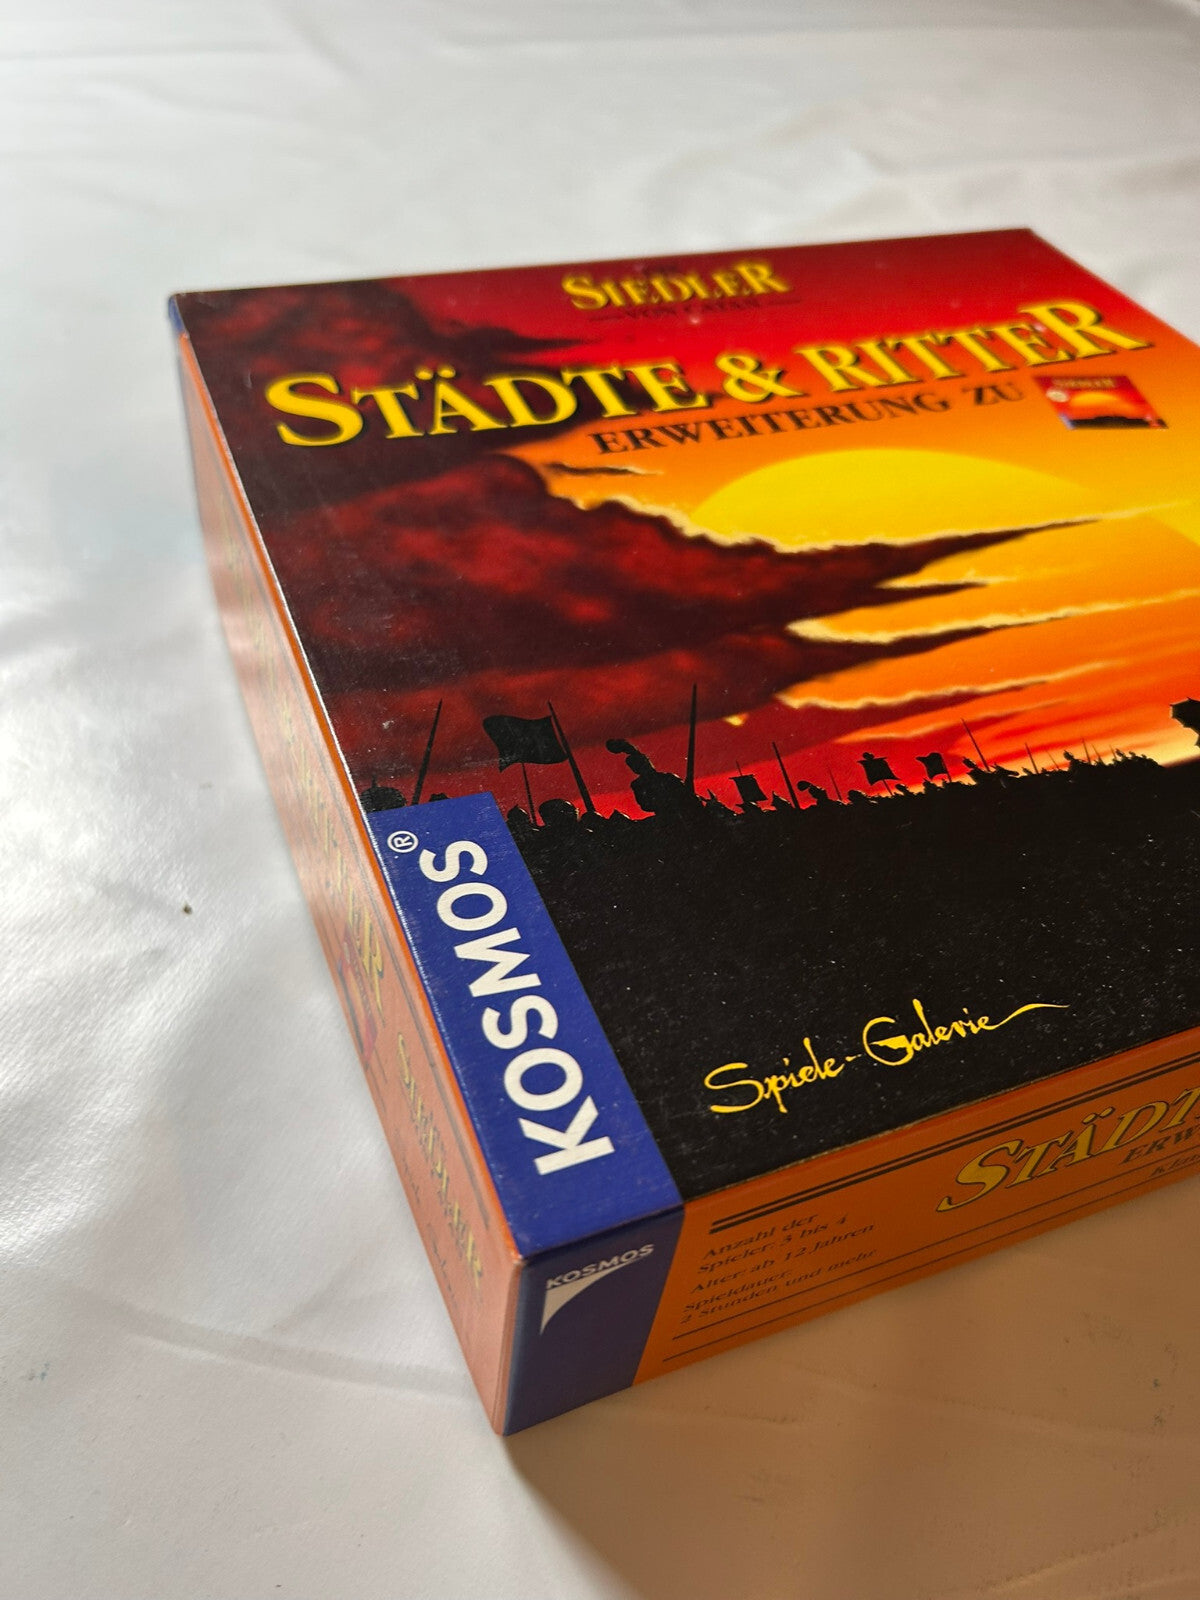 SIEDLER
VON CATAN
STÄDTE & RITTER
ERWEITERUNG ZU
KOSMOS®
Spiele-Galerie
KOSMOS
Anzahl der
Spieler: 3 bis 4
Alter: ab 12 Jahren
Spieldauer:
2 Stunden und mehr
STÄDT
ERW